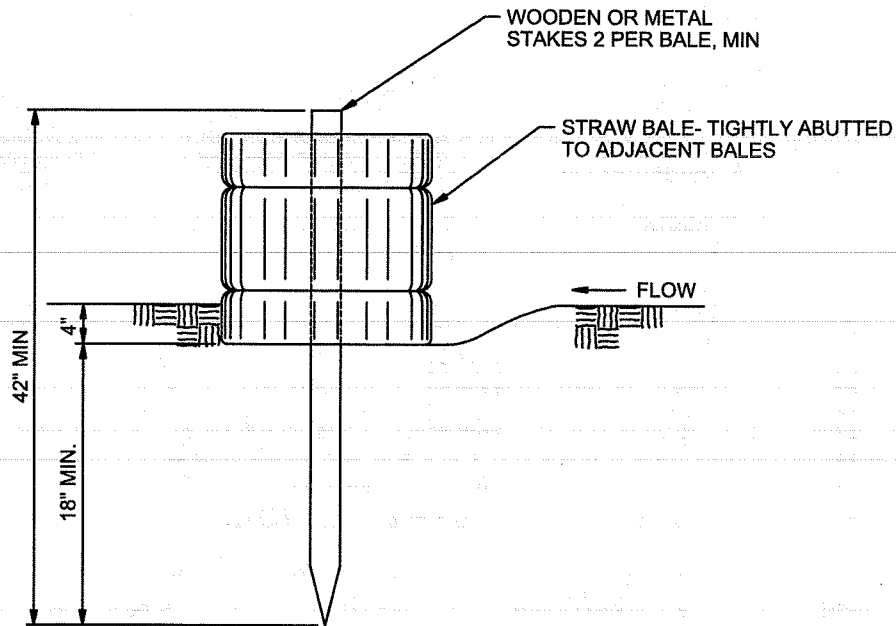 WOODEN OR METAL
STAKES 2 PER BALE, MIN
STRAW BALE- TIGHTLY ABUTTED
TO ADJACENT BALES
FLOW
4"
42" MIN
18" MIN.